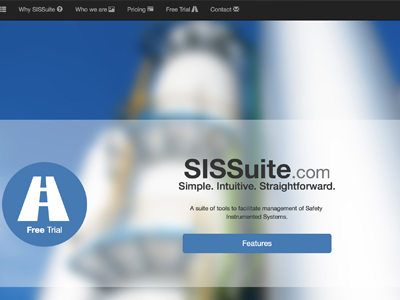 Why SISSuite Who we are Pricing Free Trial Contact
SISSuite.com
Simple. Intuitive. Straightforward.
A suite of tools to facilitate management of Safety
Instrumented Systems.
Free Trial
Features